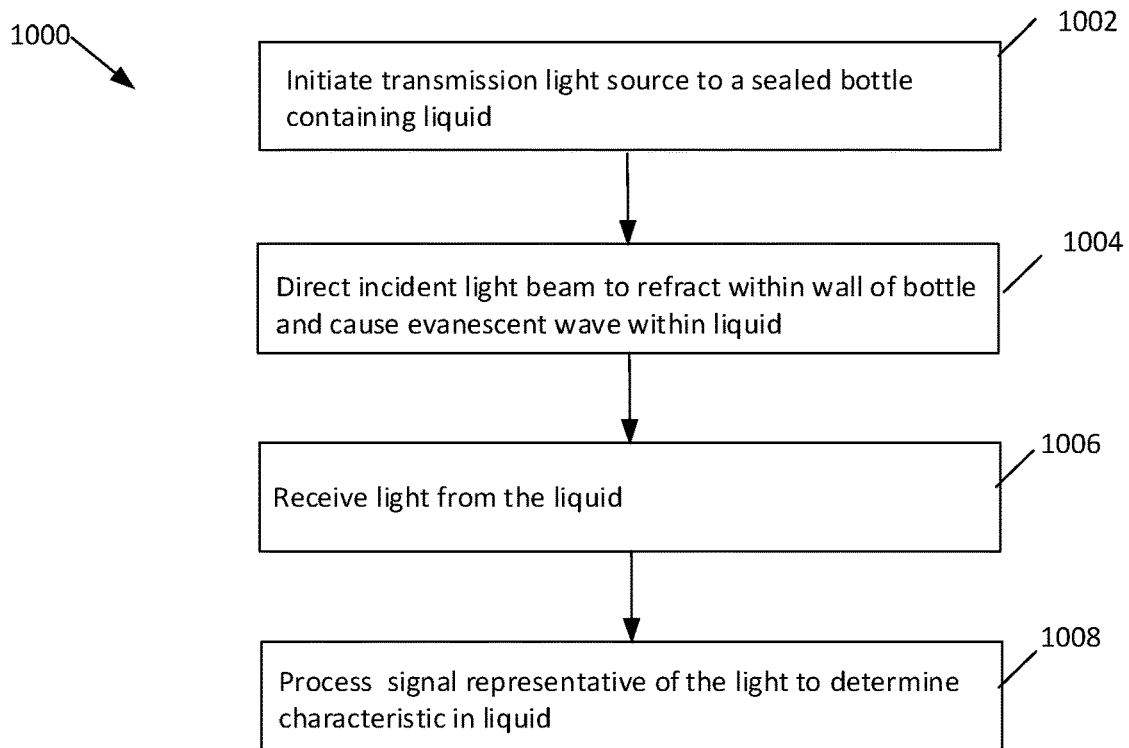 1000
1002
Initiate transmission light source to a sealed bottle
containing liquid
1004
Direct incident light beam to refract within wall of bottle
and cause evanescent wave within liquid
1006
Receive light from the liquid
1008
Process signal representative of the light to determine
characteristic in liquid